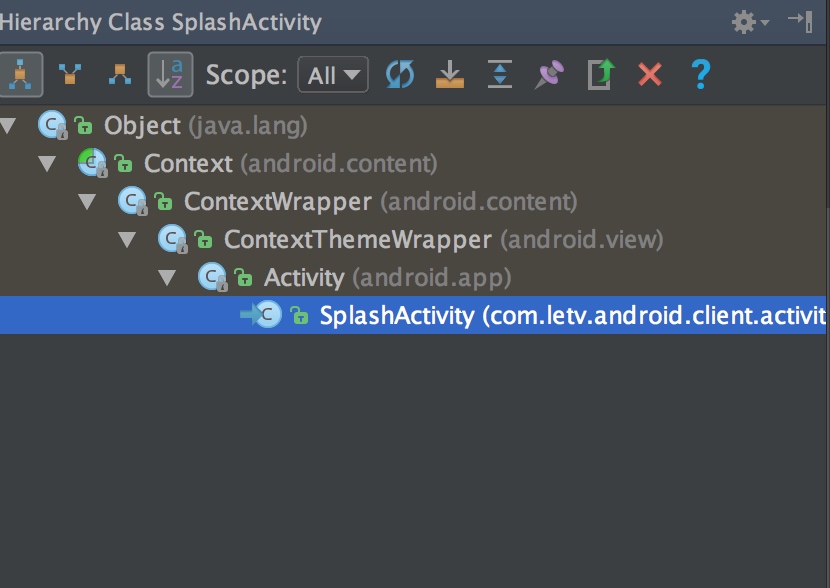 Hierarchy Class SplashActivity
Scope: All ?
Object (java.lang)
Context (android.content)
ContextWrapper (android.content)
ContextThemeWrapper (android.view)
Activity (android.app)
SplashActivity (com.letv.android.client.activit